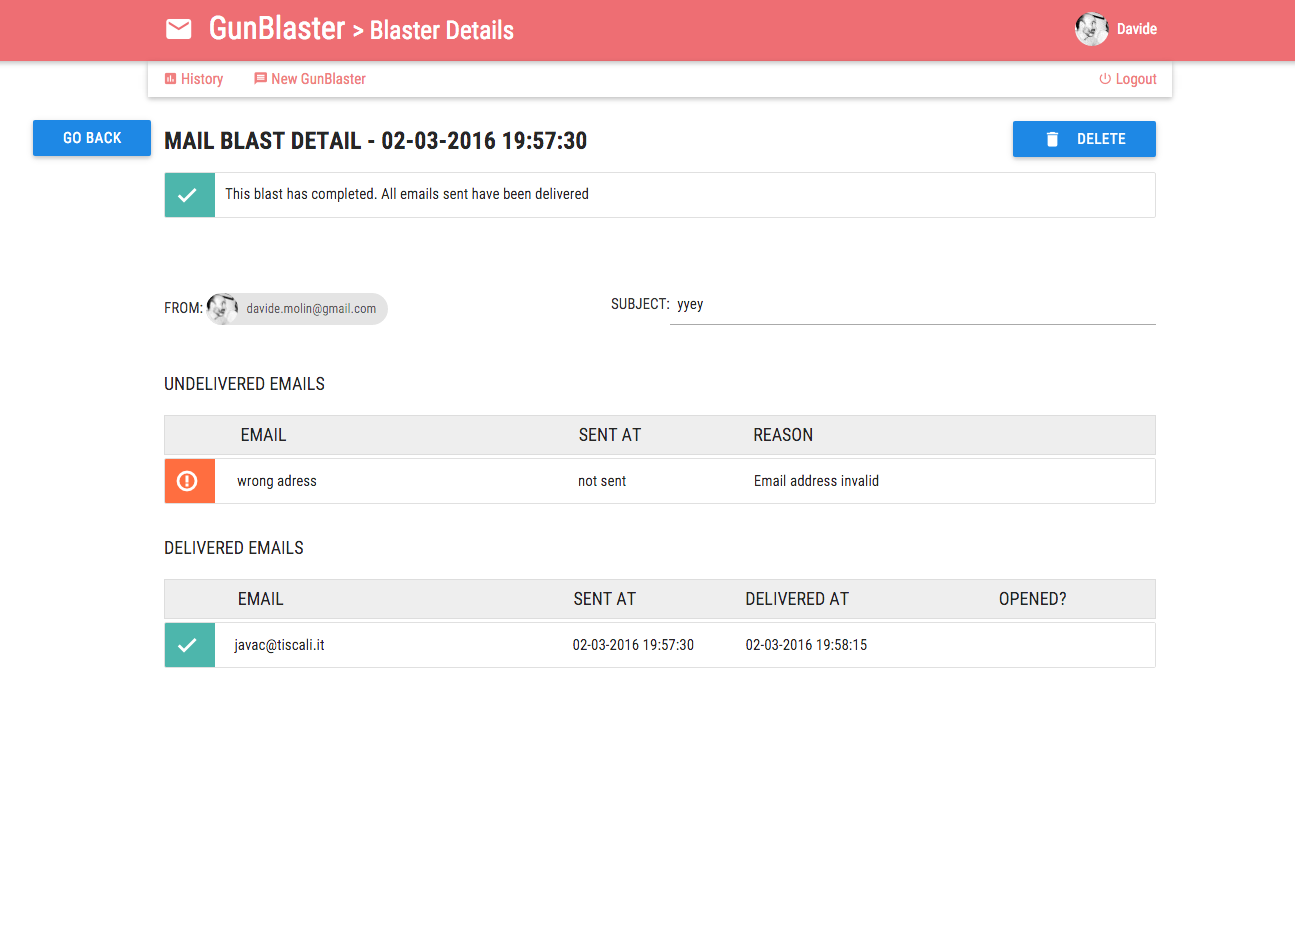 GunBlaster > Blaster Details
Davide
History
New GunBlaster
Logout
GO BACK
MAIL BLAST DETAIL - 02-03-2016 19:57:30
DELETE
This blast has completed. All emails sent have been delivered
FROM: davide.molin@gmail.com
SUBJECT: yyey
UNDELIVERED EMAILS
EMAIL SENT AT REASON
wrong adress not sent Email address invalid
DELIVERED EMAILS
EMAIL SENT AT DELIVERED AT OPENED?
javac@tiscali.it 02-03-2016 19:57:30 02-03-2016 19:58:15